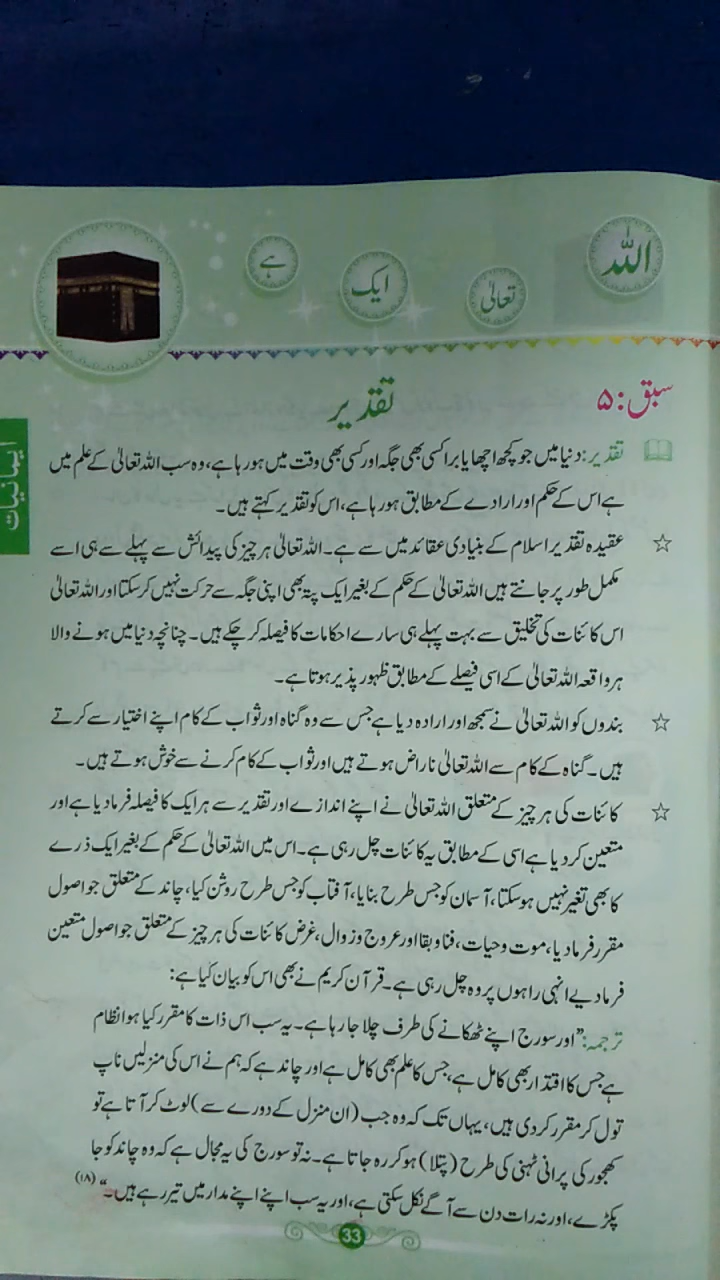 اللہ
تعالیٰ
ایک
ہے
سبق:۵
تقدیر
ایمانیات
تقدیر: دنیا میں جو کچھ اچھا یا برا کسی بھی جگہ اور کسی بھی وقت میں ہو رہا ہے، وہ سب اللہ تعالیٰ کے علم میں
ہے اس کے حکم اور ارادے کے مطابق ہو رہا ہے، اس کو تقدیر کہتے ہیں۔
☆ عقیدہ تقدیر اسلام کے بنیادی عقائد میں سے ہے۔ اللہ تعالیٰ ہر چیز کی پیدائش سے پہلے سے ہی اسے
مکمل طور پر جانتے ہیں اللہ تعالیٰ کے حکم کے بغیر ایک پتہ بھی اپنی جگہ سے حرکت نہیں کر سکتا اور اللہ تعالیٰ
اس کائنات کی تخلیق سے بہت پہلے ہی سارے احکامات کا فیصلہ کر چکے ہیں۔ چنانچہ دنیا میں ہونے والا
ہر واقعہ اللہ تعالیٰ کے اسی فیصلے کے مطابق ظہور پذیر ہوتا ہے۔
☆ بندوں کو اللہ تعالیٰ نے سمجھ اور ارادہ دیا ہے جس سے وہ گناہ اور ثواب کے کام اپنے اختیار سے کرتے
ہیں۔ گناہ کے کام سے اللہ تعالیٰ ناراض ہوتے ہیں اور ثواب کے کام کرنے سے خوش ہوتے ہیں۔
☆ کائنات کی ہر چیز کے متعلق اللہ تعالیٰ نے اپنے اندازے اور تقدیر سے ہر ایک کا فیصلہ فرما دیا ہے اور
متعین کر دیا ہے اسی کے مطابق یہ کائنات چل رہی ہے۔ اس میں اللہ تعالیٰ کے حکم کے بغیر ایک ذرے
کا بھی تغیر نہیں ہو سکتا، آسمان کو جس طرح بنایا، آفتاب کو جس طرح روشن کیا، چاند کے متعلق جو اصول
مقرر فرما دیا، موت و حیات، فنا و بقا اور عروج و زوال، غرض کائنات کی ہر چیز کے متعلق جو اصول متعین
فرما دیے انہی راہوں پر وہ چل رہی ہے۔ قرآن کریم نے بھی اس کو بیان کیا ہے:
ترجمہ: ”اور سورج اپنے ٹھکانے کی طرف چلا جا رہا ہے۔ یہ سب اس ذات کا مقرر کیا ہوا نظام
ہے جس کا اقتدار بھی کامل ہے، جس کا علم بھی کامل ہے اور چاند ہے کہ ہم نے اس کی منزلیں ناپ
تول کر مقرر کر دی ہیں، یہاں تک کہ وہ جب (ان منزل کے دورے سے) لوٹ کر آتا ہے تو
کھجور کی پرانی ٹہنی کی طرح (پتلا) ہو کر رہ جاتا ہے۔ نہ تو سورج کی یہ مجال ہے کہ وہ چاند کو جا
پکڑے، اور نہ رات دن سے آگے نکل سکتی ہے، اور یہ سب اپنے اپنے مدار میں تیر رہے ہیں۔“ (۱۸)
33